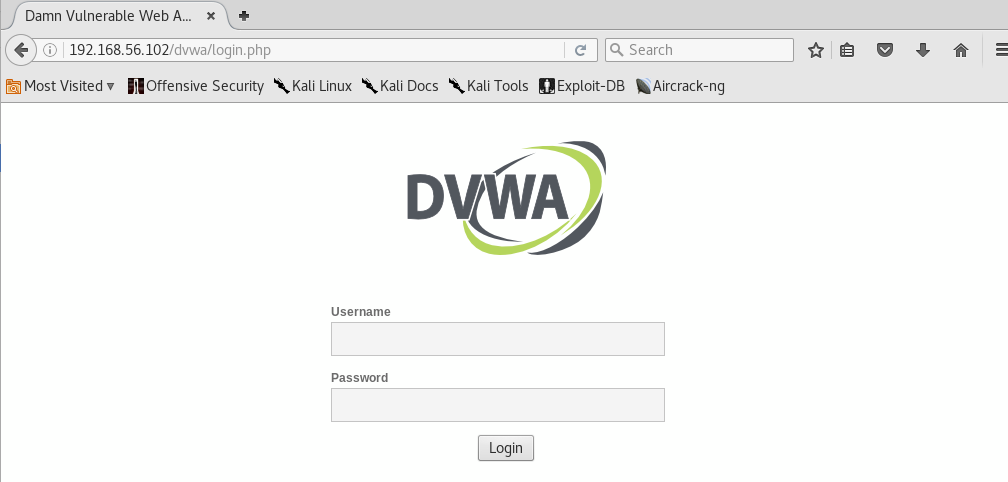 Damn Vulnerable Web A...
192.168.56.102/dvwa/login.php
Search
Most Visited
Offensive Security
Kali Linux
Kali Docs
Kali Tools
Exploit-DB
Aircrack-ng
DVWA
Username
Password
Login